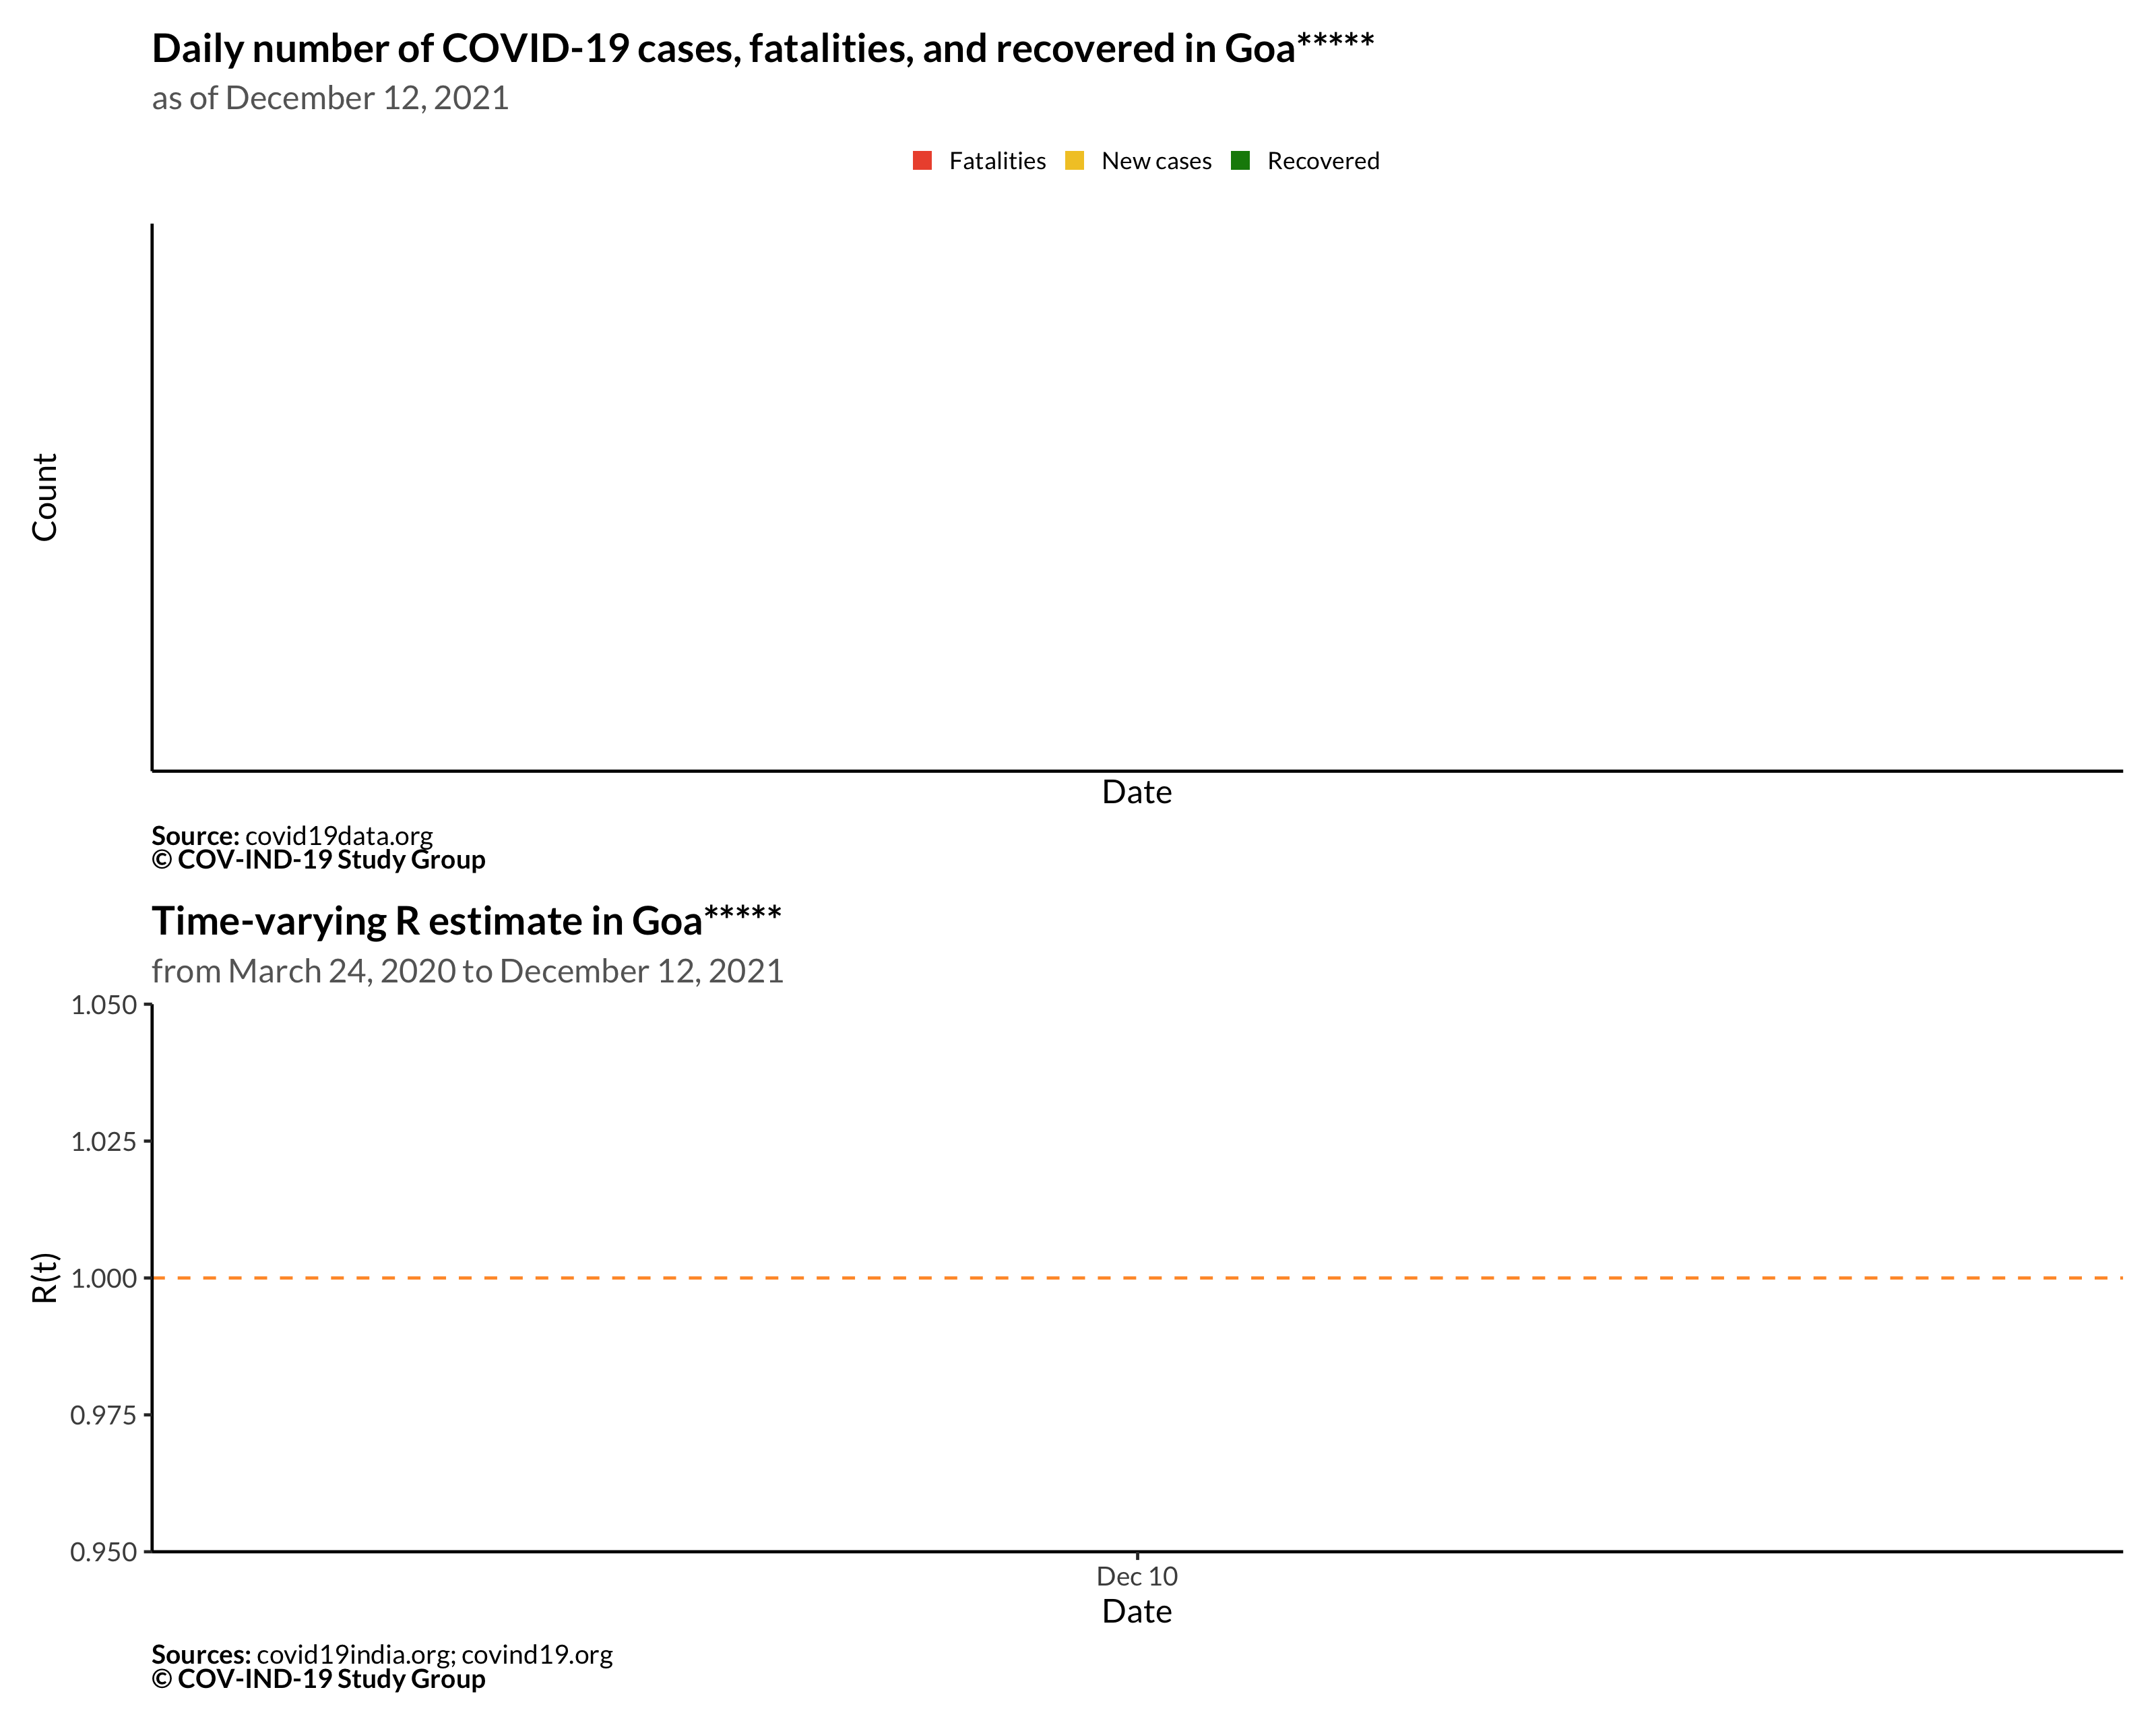 Daily number of COVID-19 cases, fatalities, and recovered in Goa*****
as of December 12, 2021
Fatalities New cases Recovered
Count
Date
Source: covid19data.org
© COV-IND-19 Study Group
Time-varying R estimate in Goa*****
from March 24, 2020 to December 12, 2021
1.050
1.025
R(t)
1.000
0.975
0.950
Dec 10
Date
Sources: covid19india.org; covind19.org
© COV-IND-19 Study Group